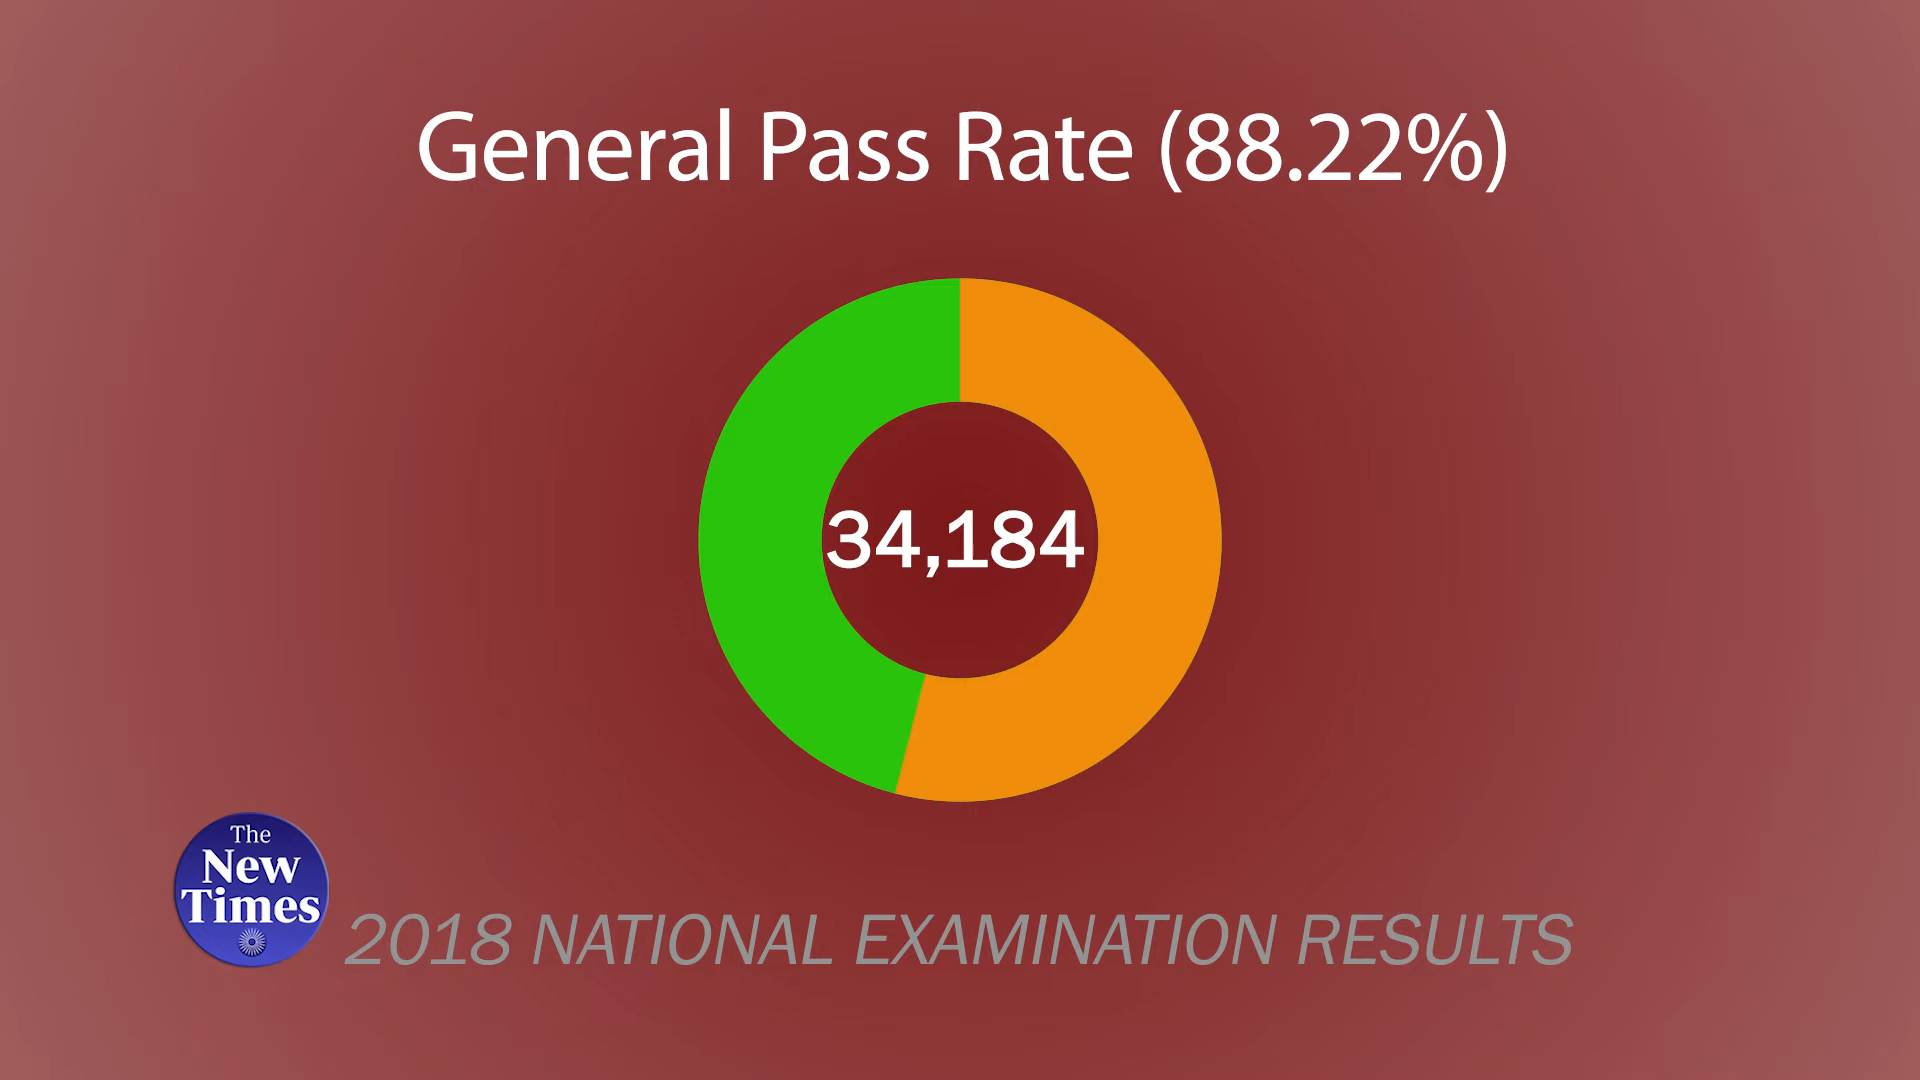 General Pass Rate (88.22%)
34,184
The
New
Times
2018 NATIONAL EXAMINATION RESULTS